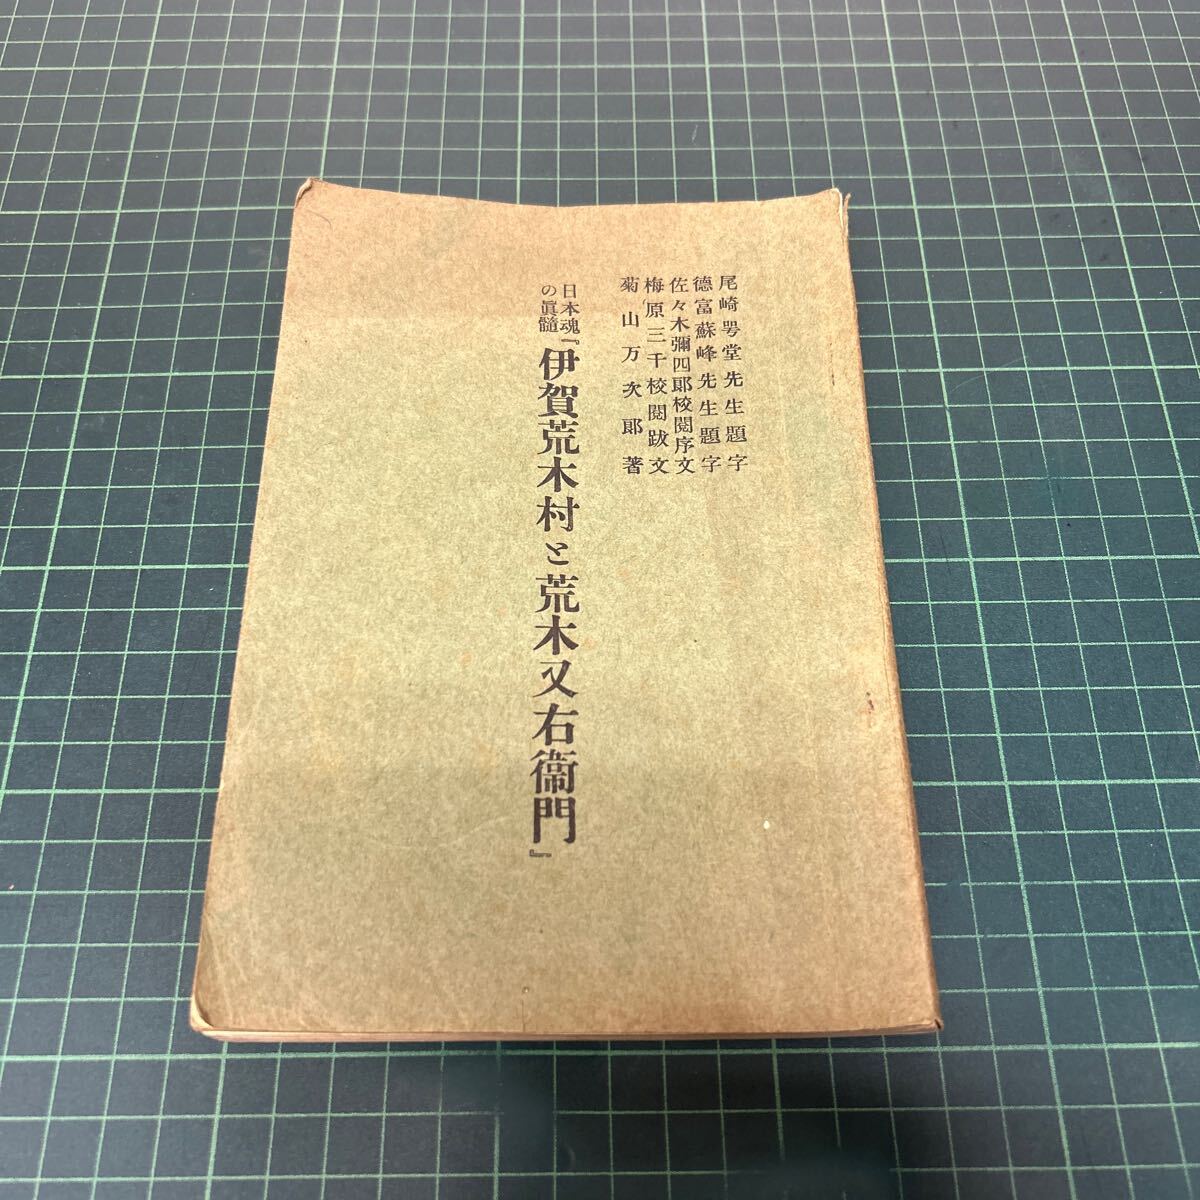 尾崎咢堂先生題字
德富蘇峰先生題字
佐々木彌四郎校閲序文
梅原三千校閲跋文
菊山万次郎著
日本魂
の眞髓
『伊賀荒木村と荒木又右衞門』